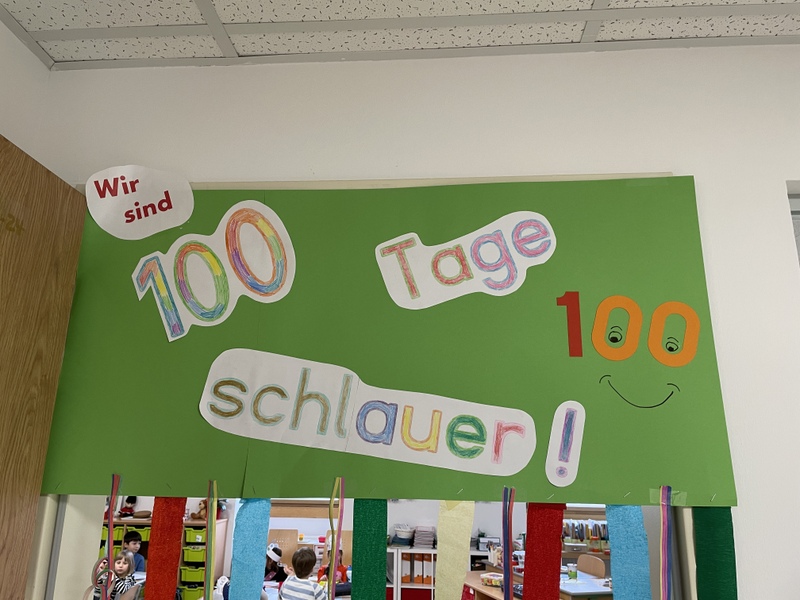 Wir
sind
100
Tage
100
schlauer!